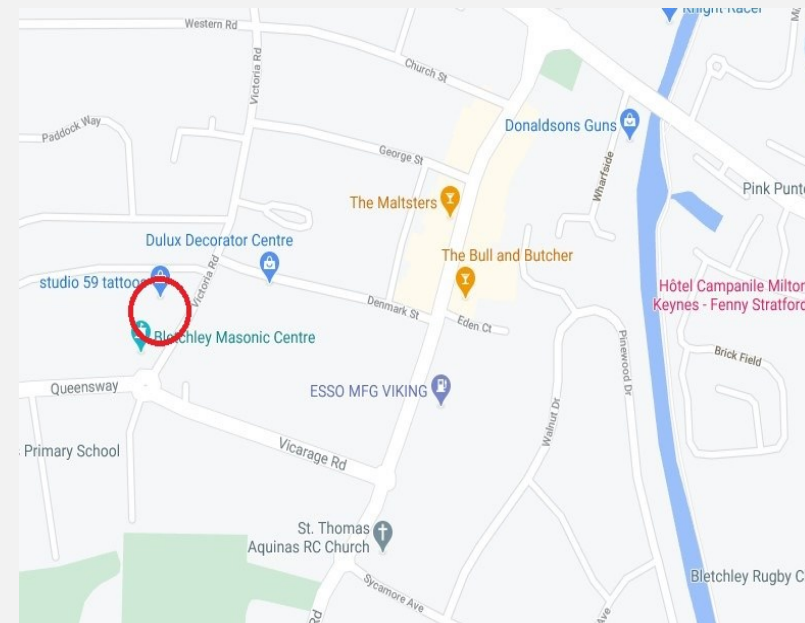 Knight Racer
Western Rd
Victoria Rd
Church St
Paddock Way
George St
Donaldsons Guns
Wharfside
Pink Punte
The Maltsters
Dulux Decorator Centre
The Bull and Butcher
studio 59 tattoos
Victoria Rd
Hôtel Campanile Milton
Keynes - Fenny Stratford
Denmark St
Eden Ct
Bletchley Masonic Centre
Pinewood Dr
Brick Field
Queensway
ESSO MFG VIKING
Walnut Dr
Primary School
Vicarage Rd
St. Thomas
Aquinas RC Church
Sycamore Ave
Bletchley Rugby C
Rd
Ave